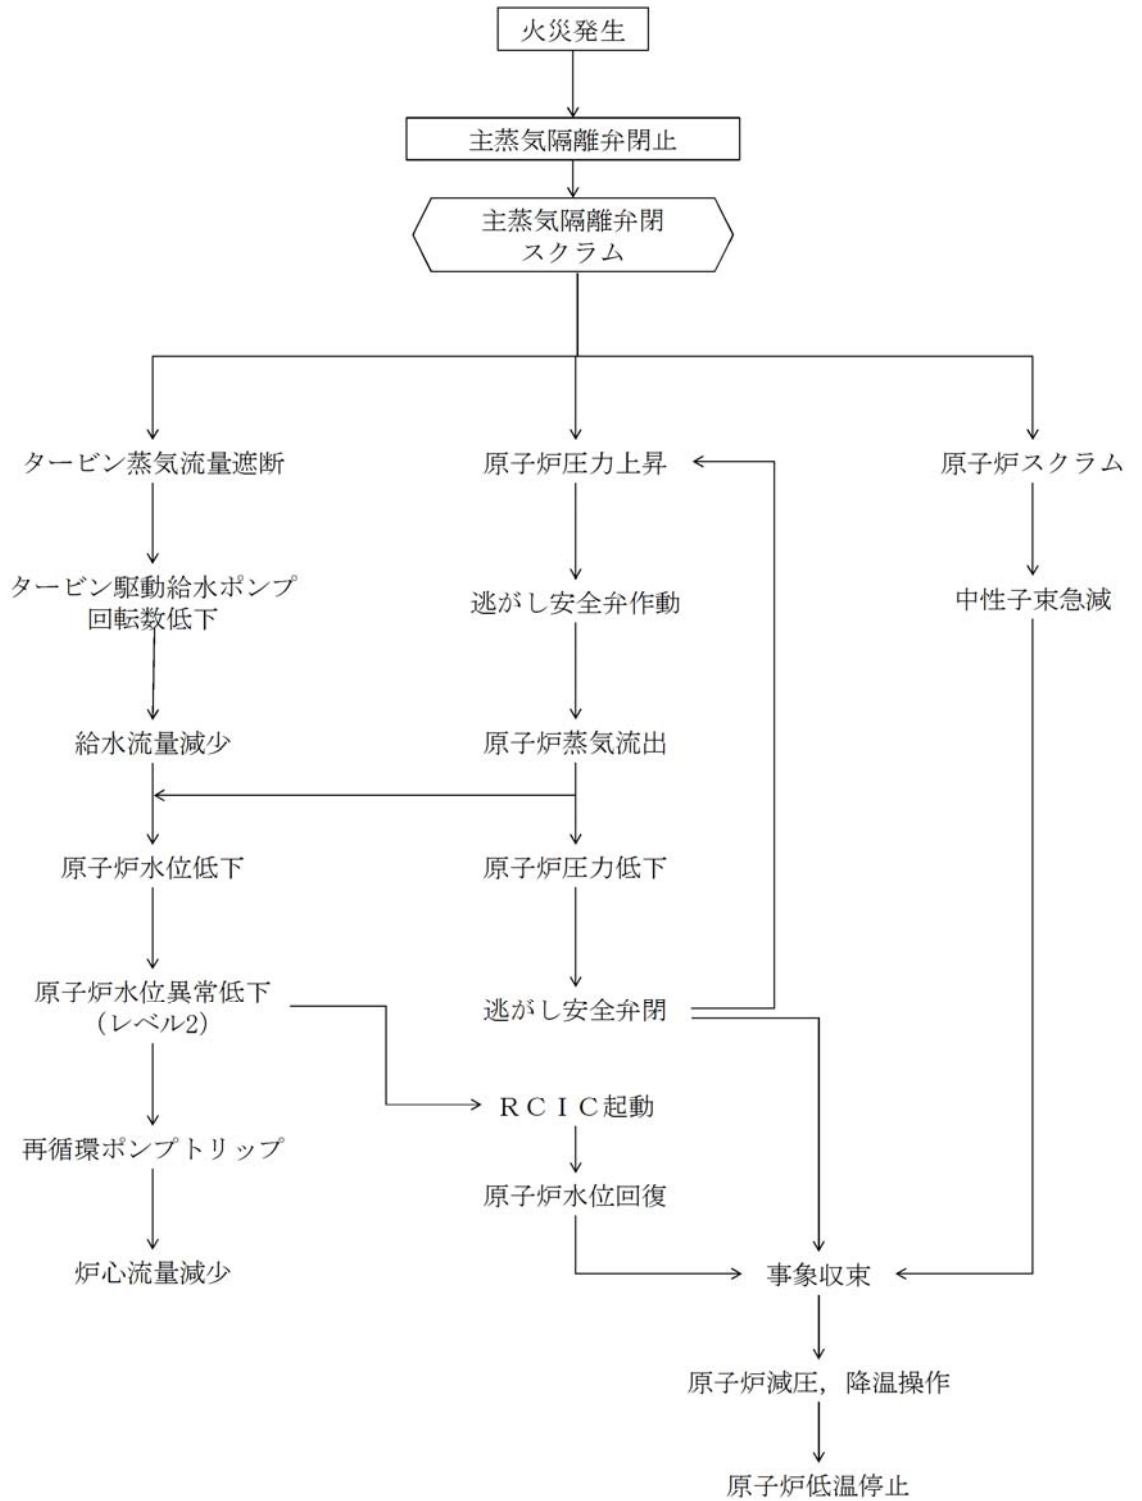 火災発生
主蒸気隔離弁閉止
主蒸気隔離弁閉
スクラム
タービン蒸気流量遮断
原子炉圧力上昇
原子炉スクラム
タービン駆動給水ポンプ
回転数低下
逃がし安全弁作動
中性子束急減
給水流量減少
原子炉蒸気流出
原子炉水位低下
原子炉圧力低下
原子炉水位異常低下
（レベル2）
逃がし安全弁閉
ＲＣＩＣ起動
再循環ポンプトリップ
原子炉水位回復
炉心流量減少
事象収束
原子炉減圧，降温操作
原子炉低温停止